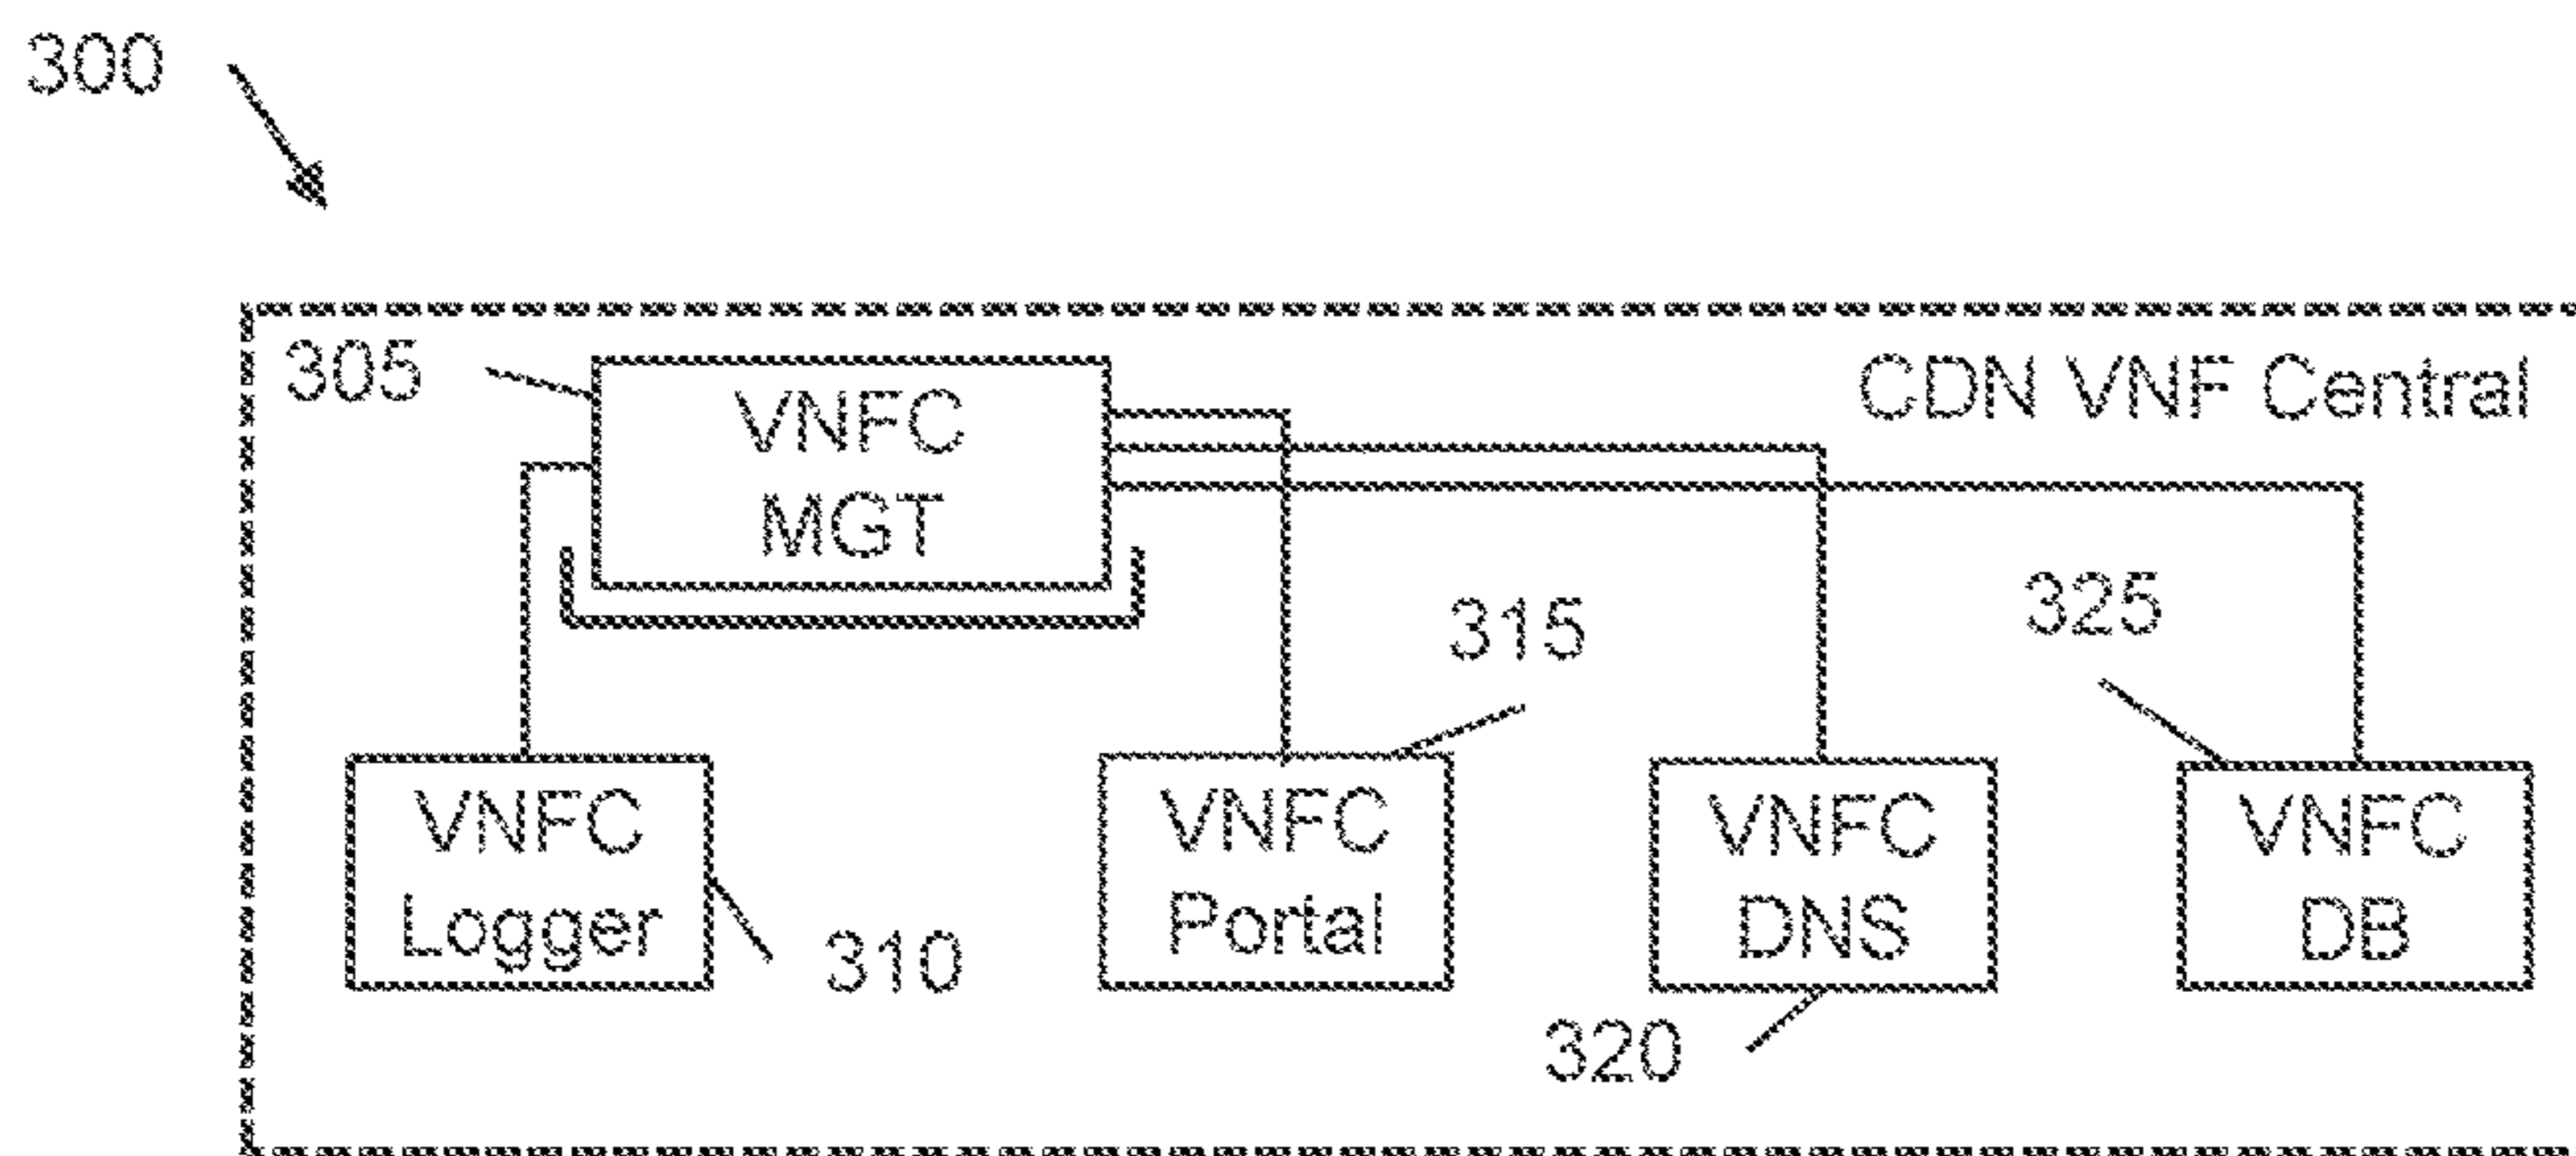 300
305
VNFC
MGT
CDN VNF Central
315
325
VNFC
Logger
310
VNFC
Portal
VNFC
DNS
320
VNFC
DB